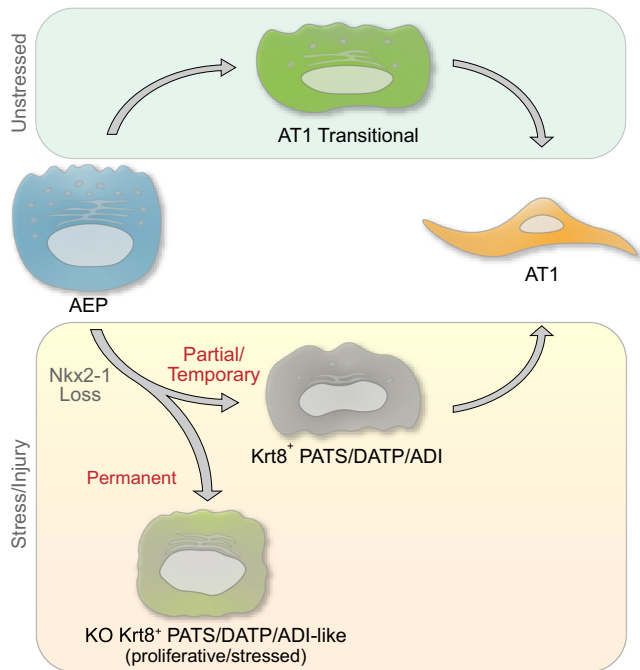 Unstressed
AT1 Transitional
AEP
AT1
Stress/Injury
Nkx2-1
Loss
Partial/
Temporary
Krt8⁺ PATS/DATP/ADI
Permanent
KO Krt8⁺ PATS/DATP/ADI-like
(proliferative/stressed)